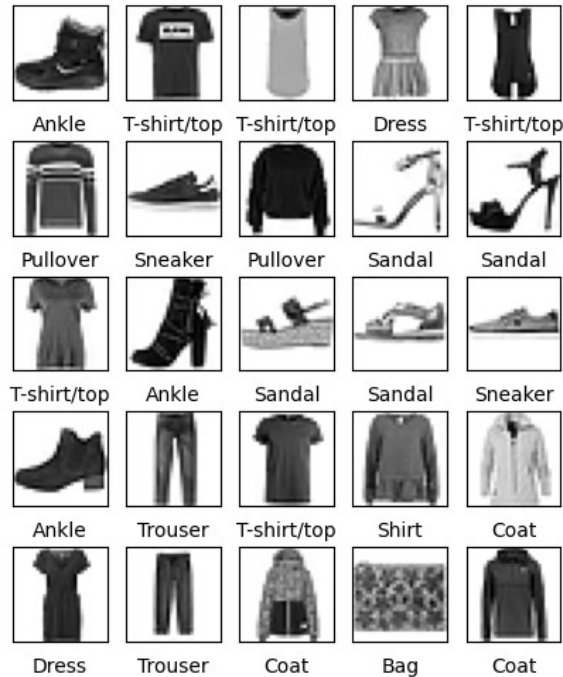 Ankle T-shirt/top T-shirt/top Dress T-shirt/top
Pullover Sneaker Pullover Sandal Sandal
T-shirt/top Ankle Sandal Sandal Sneaker
Ankle Trouser T-shirt/top Shirt Coat
Dress Trouser Coat Bag Coat